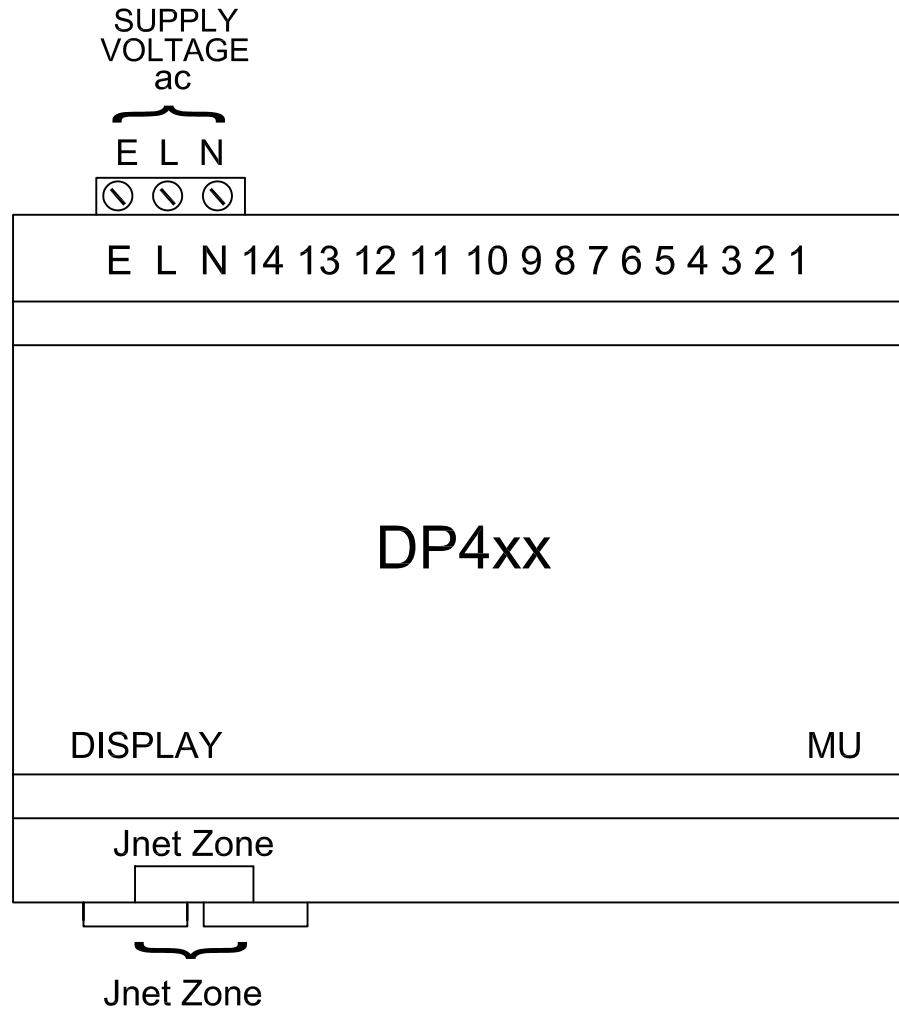 SUPPLY
VOLTAGE
ac
E L N
E L N 14 13 12 11 10 9 8 7 6 5 4 3 2 1
DP4xx
DISPLAY MU
Jnet Zone
Jnet Zone